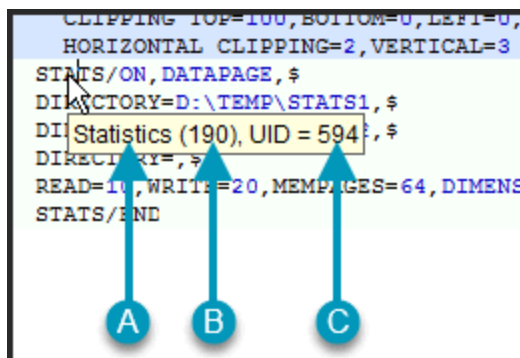 CLIPPING TOP=100,BOTTOM=0,LEFT=0,
HORIZONTAL CLIPPING=2,VERTICAL=3
STATS/ON,DATAPAGE,$
DIRECTORY=D:\TEMP\STATS1,$
Statistics (190), UID = 594
,$
DIRECTORY=,$
READ=10,WRITE=20,MEMPAGES=64,DIMENS
STATS/END
A
B
C